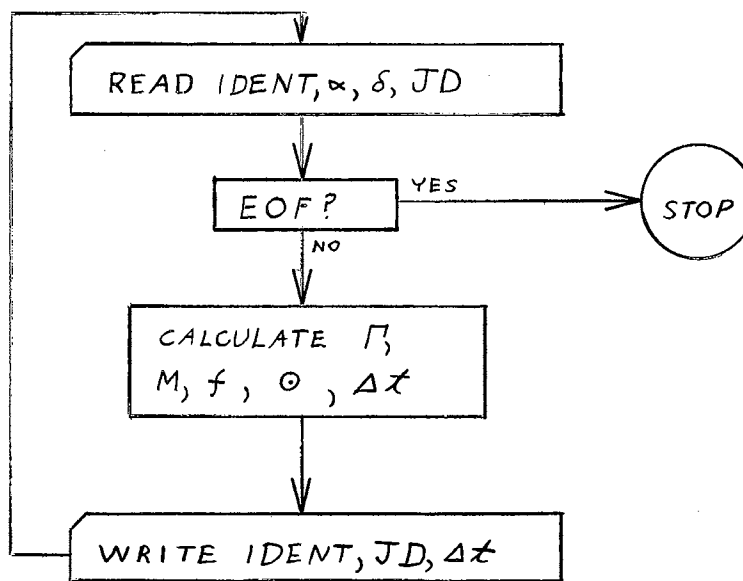 READ IDENT, α, δ, JD
EOF?
YES
STOP
NO
CALCULATE Γ,
M, f, ⊙, Δt
WRITE IDENT, JD, Δt